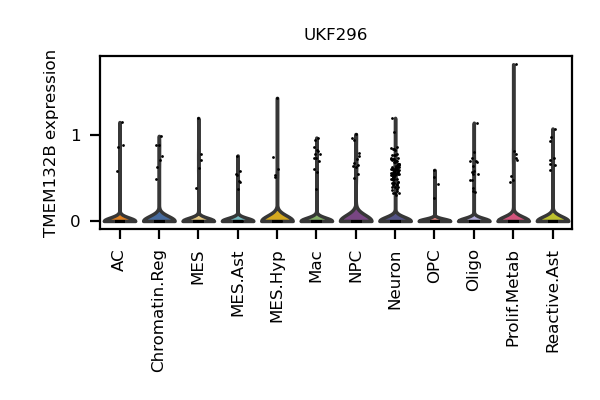 UKF296
TMEM132B expression
1
0
AC
Chromatin.Reg
MES
MES.Ast
MES.Hyp
Mac
NPC
Neuron
OPC
Oligo
Prolif.Metab
Reactive.Ast